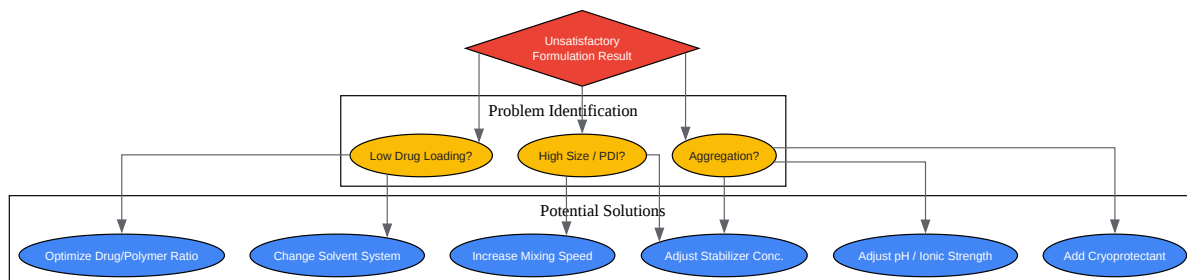 Unsatisfactory
Formulation Result
Problem Identification
Low Drug Loading?
High Size / PDI?
Aggregation?
Potential Solutions
Optimize Drug/Polymer Ratio
Change Solvent System
Increase Mixing Speed
Adjust Stabilizer Conc.
Adjust pH / Ionic Strength
Add Cryoprotectant